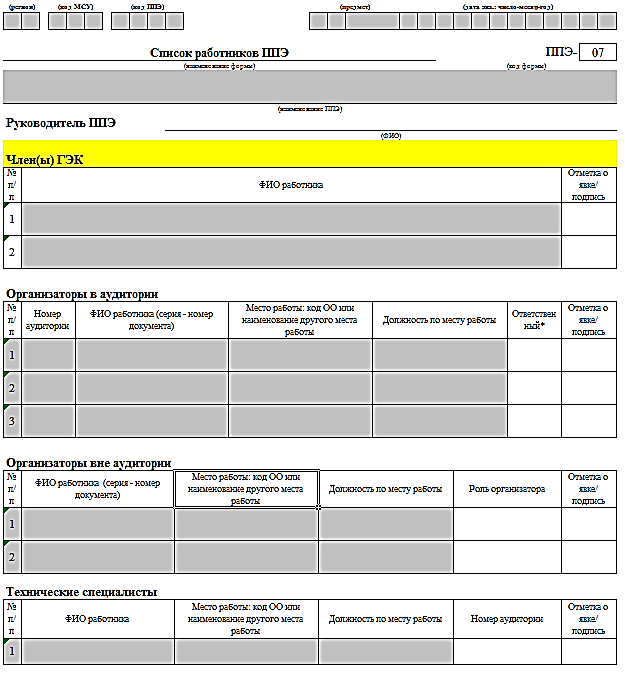 (регион) (код МСУ) (код ППЭ) (предмет) (дата экз.: число-месяц-год)
Список работников ППЭ ППЭ- 07
(наименование формы) (код формы)
(наименование ППЭ)
Руководитель ППЭ
(ФИО)
Член(ы) ГЭК
№ п/п ФИО работника Отметка о явке/ подпись
1
2
Организаторы в аудитории
№ п/п Номер аудитории ФИО работника (серия - номер документа) Место работы: код ОО или наименование другого места работы Должность по месту работы Ответственный* Отметка о явке/ подпись
1
2
3
Организаторы вне аудитории
№ п/п ФИО работника (серия - номер документа) Место работы: код ОО или наименование другого места работы Должность по месту работы Роль организатора Отметка о явке/ подпись
1
2
Технические специалисты
№ п/п ФИО работника Место работы: код ОО или наименование другого места работы Должность по месту работы Номер аудитории Отметка о явке/ подпись
1